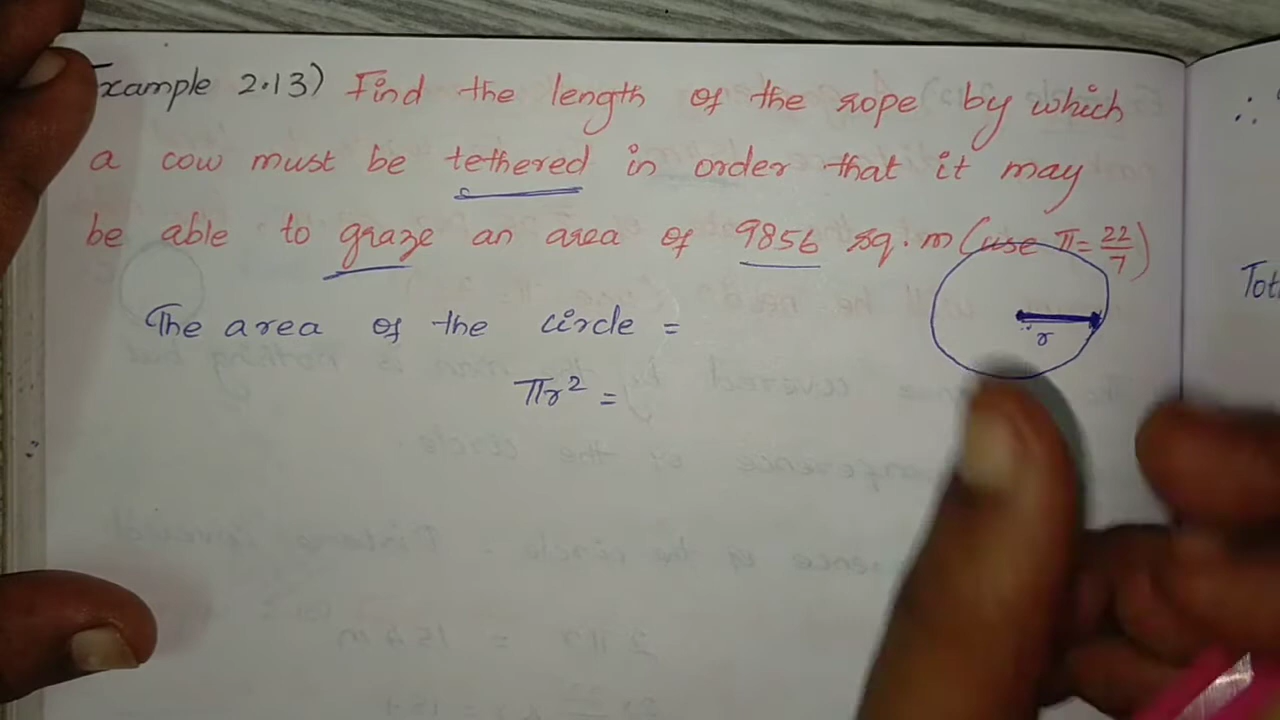 Example 2.13) Find the length of the rope by which
a cow must be tethered in order that it may
be able to graze an area of 9856 sq.m (use π = 22/7)
The area of the circle =
πr² =
r
∴
Tot